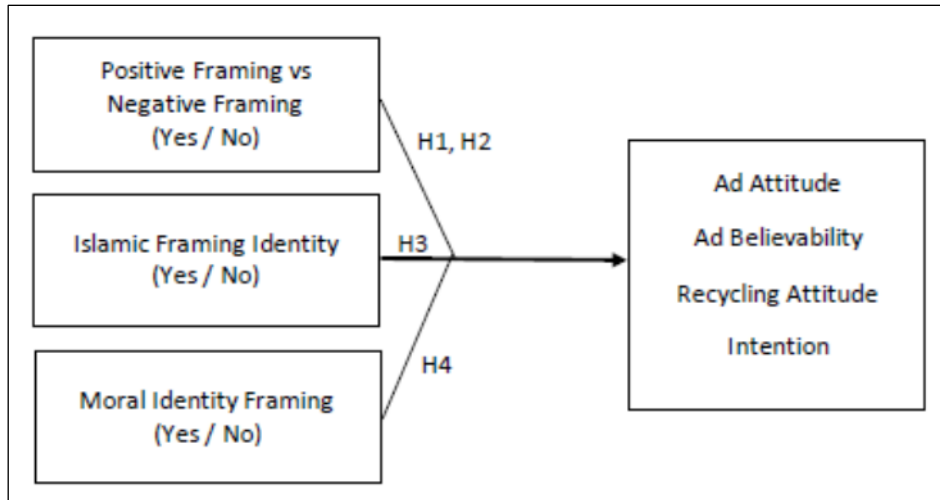 Positive Framing vs
Negative Framing
(Yes / No)
H1, H2
Islamic Framing Identity
(Yes / No)
H3
Moral Identity Framing
(Yes / No)
H4
Ad Attitude
Ad Believability
Recycling Attitude
Intention